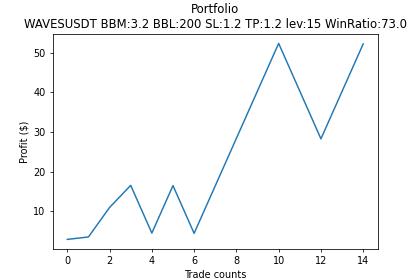 Portfolio
WAVESUSDT BBM:3.2 BBL:200 SL:1.2 TP:1.2 lev:15 WinRatio:73.0
50
40
30
20
10
Profit ($)
0 2 4 6 8 10 12 14
Trade counts